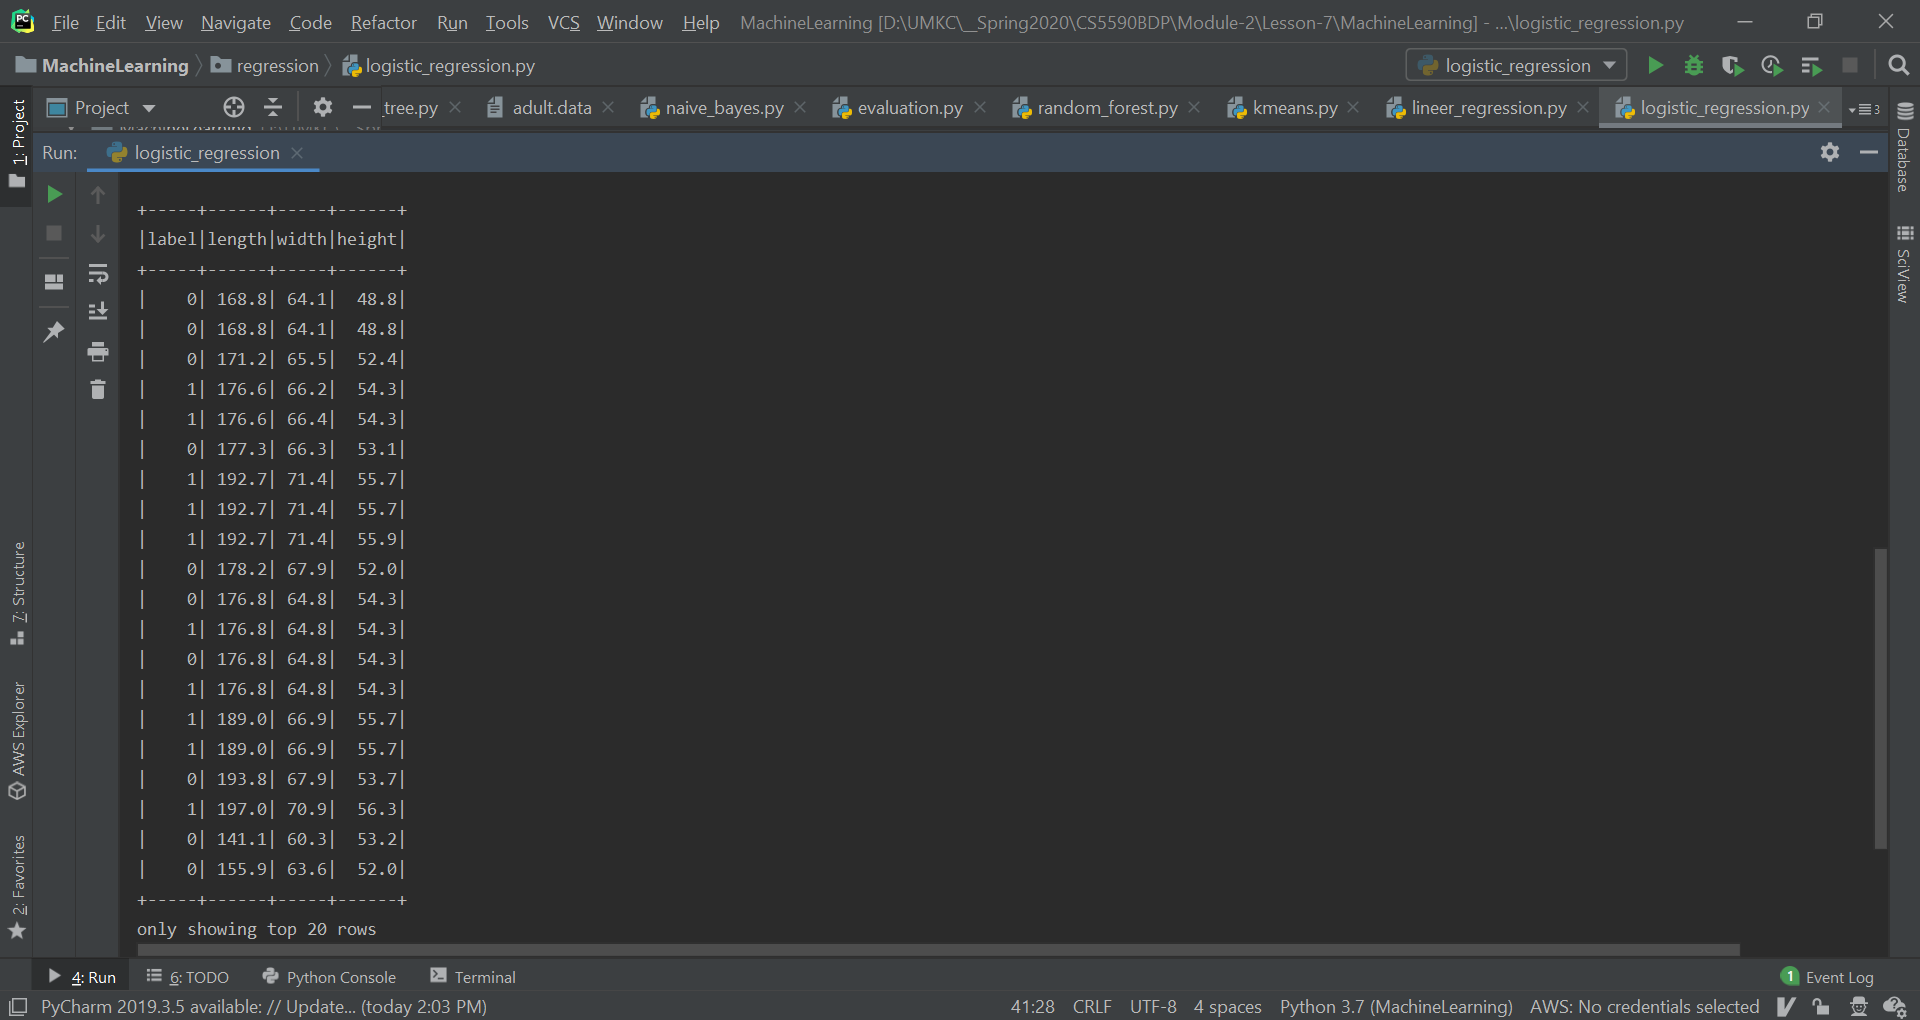 File Edit View Navigate Code Refactor Run Tools VCS Window Help MachineLearning [D:\UMKC\__Spring2020\CS5590BDP\Module-2\Lesson-7\MachineLearning] - ...\logistic_regression.py
MachineLearning regression logistic_regression.py logistic_regression
Project _tree.py adult.data naive_bayes.py evaluation.py random_forest.py kmeans.py lineer_regression.py logistic_regression.py 3
Run: logistic_regression
+-----+------+-----+------+
|label|length|width|height|
+-----+------+-----+------+
|    0| 168.8| 64.1|  48.8|
|    0| 168.8| 64.1|  48.8|
|    0| 171.2| 65.5|  52.4|
|    1| 176.6| 66.2|  54.3|
|    1| 176.6| 66.4|  54.3|
|    0| 177.3| 66.3|  53.1|
|    1| 192.7| 71.4|  55.7|
|    1| 192.7| 71.4|  55.7|
|    1| 192.7| 71.4|  55.9|
|    0| 178.2| 67.9|  52.0|
|    0| 176.8| 64.8|  54.3|
|    1| 176.8| 64.8|  54.3|
|    0| 176.8| 64.8|  54.3|
|    1| 176.8| 64.8|  54.3|
|    1| 189.0| 66.9|  55.7|
|    1| 189.0| 66.9|  55.7|
|    0| 193.8| 67.9|  53.7|
|    1| 197.0| 70.9|  56.3|
|    0| 141.1| 60.3|  53.2|
|    0| 155.9| 63.6|  52.0|
+-----+------+-----+------+
only showing top 20 rows
1: Project
7: Structure
AWS Explorer
2: Favorites
Database
SciView
4: Run 6: TODO Python Console Terminal 1 Event Log
PyCharm 2019.3.5 available: // Update... (today 2:03 PM) 41:28 CRLF UTF-8 4 spaces Python 3.7 (MachineLearning) AWS: No credentials selected